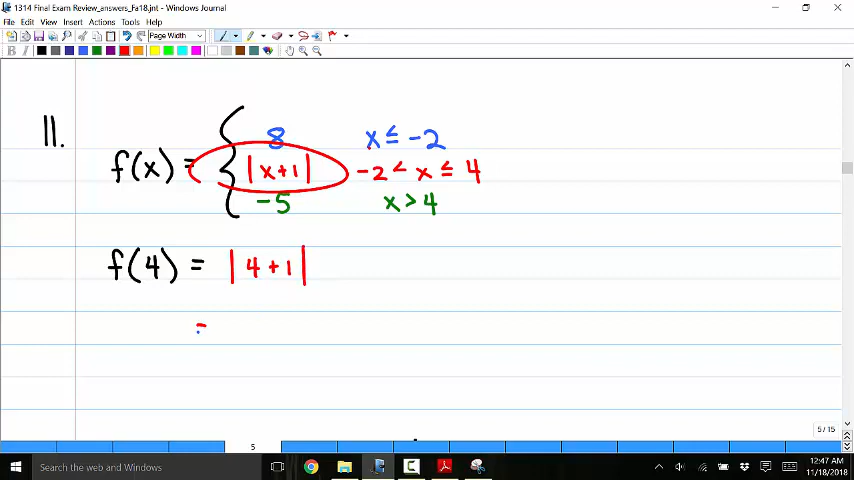 1314 Final Exam Review_answers_Fa18.jnt - Windows Journal
File Edit View Insert Actions Tools Help
Page Width
B I
11.
8 x ≤ -2
f(x) = { |x+1| -2 < x ≤ 4
-5 x > 4
f(4) = |4+1|
=
5/15
5
Search the web and Windows
12:47 AM
11/18/2018